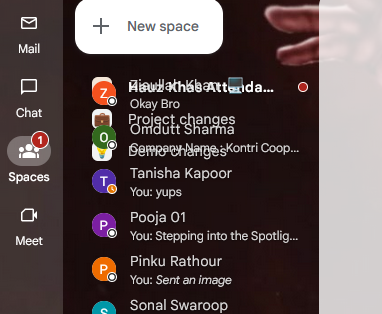 New space
Mail
Ziaullah Khan
Hauz Khas Attenda...
Z
Okay Bro
Chat
Project changes
Omdutt Sharma
O
Company Name : Kontri Coop...
1
Demo changes
Spaces
Tanisha Kapoor
T
You: yups
Pooja 01
P
You: Stepping into the Spotlig...
Meet
Pinku Rathour
P
You: Sent an image
Sonal Swaroop
S